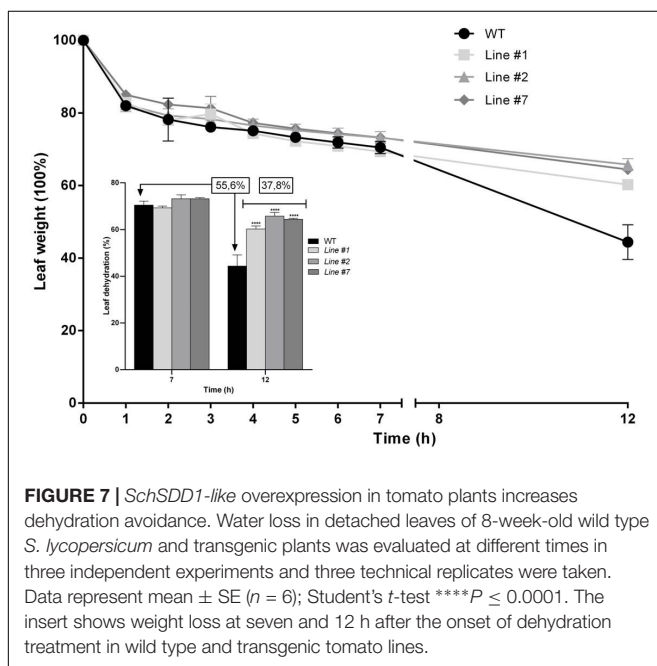 WT
Line #1
Line #2
Line #7
Leaf weight (100%)
100
80
60
40
20
0
0 1 2 3 4 5 6 7 8 12
Time (h)
55,6% 37,8%
Leaf dehydration (%)
80
60
40
20
0
**** **** ****
WT
Line #1
Line #2
Line #7
7 12
Time (h)
FIGURE 7 | SchSDD1-like overexpression in tomato plants increases
dehydration avoidance. Water loss in detached leaves of 8-week-old wild type
S. lycopersicum and transgenic plants was evaluated at different times in
three independent experiments and three technical replicates were taken.
Data represent mean ± SE (n = 6); Student's t-test ****P ≤ 0.0001. The
insert shows weight loss at seven and 12 h after the onset of dehydration
treatment in wild type and transgenic tomato lines.